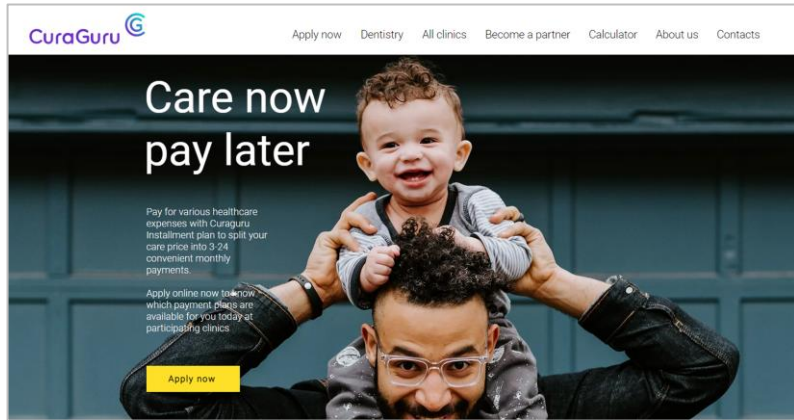 CuraGuru
Apply now Dentistry All clinics Become a partner Calculator About us Contacts
Care now
pay later
Pay for various healthcare
expenses with Curaguru
Installment plan to split your
care price into 3-24
convenient monthly
payments.
Apply online now to know
which payment plans are
available for you today at
participating clinics
Apply now